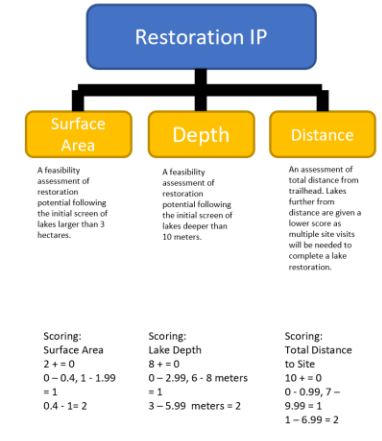 Restoration IP
Surface
Area
Depth
Distance
A feasibility
assessment of
restoration
potential following
the initial screen of
lakes larger than 3
hectares.
A feasibility
assessment of
restoration
potential following
the initial screen of
lakes deeper than
10 meters.
An assessment of
total distance from
trailhead. Lakes
further from
distance are given a
lower score as
multiple site visits
will be needed to
complete a lake
restoration.
Scoring:
Surface Area
2 + = 0
0 – 0.4, 1 - 1.99
= 1
0.4 - 1= 2
Scoring:
Lake Depth
8 + = 0
0 – 2.99, 6 - 8 meters
= 1
3 – 5.99 meters = 2
Scoring:
Total Distance
to Site
10 + = 0
0 - 0.99, 7 –
9.99 = 1
1 – 6.99 = 2